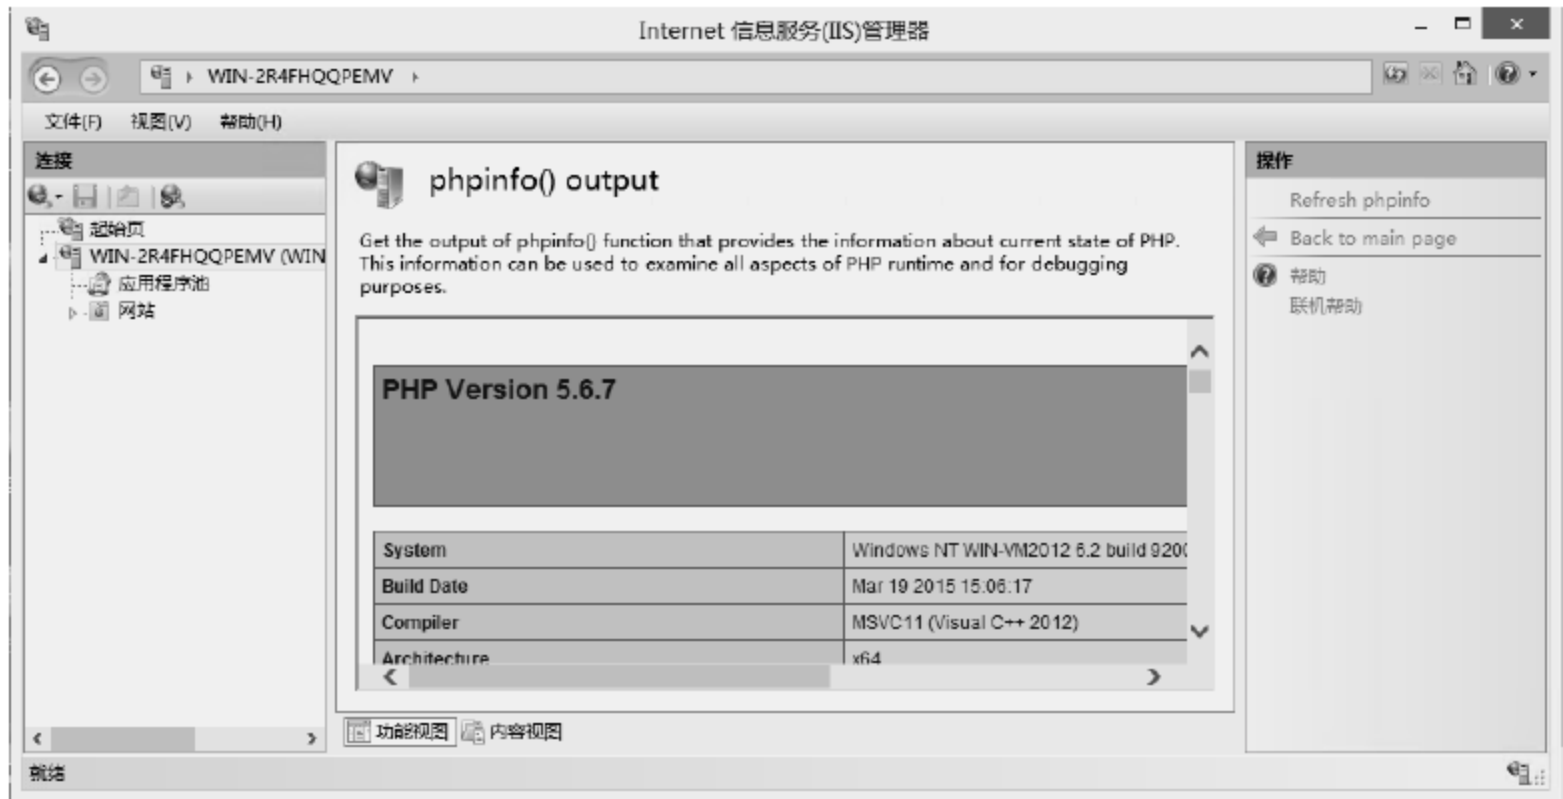 Internet 信息服务(IIS)管理器
WIN-2R4FHQQPEMV
文件(F) 视图(V) 帮助(H)
连接
起始页
WIN-2R4FHQQPEMV (WIN
应用程序池
网站
phpinfo() output
Get the output of phpinfo() function that provides the information about current state of PHP.
This information can be used to examine all aspects of PHP runtime and for debugging
purposes.
PHP Version 5.6.7
System Windows NT WIN-VM2012 6.2 build 9200
Build Date Mar 19 2015 15:06:17
Compiler MSVC11 (Visual C++ 2012)
Architecture x64
功能视图 内容视图
操作
Refresh phpinfo
Back to main page
帮助
联机帮助
就绪